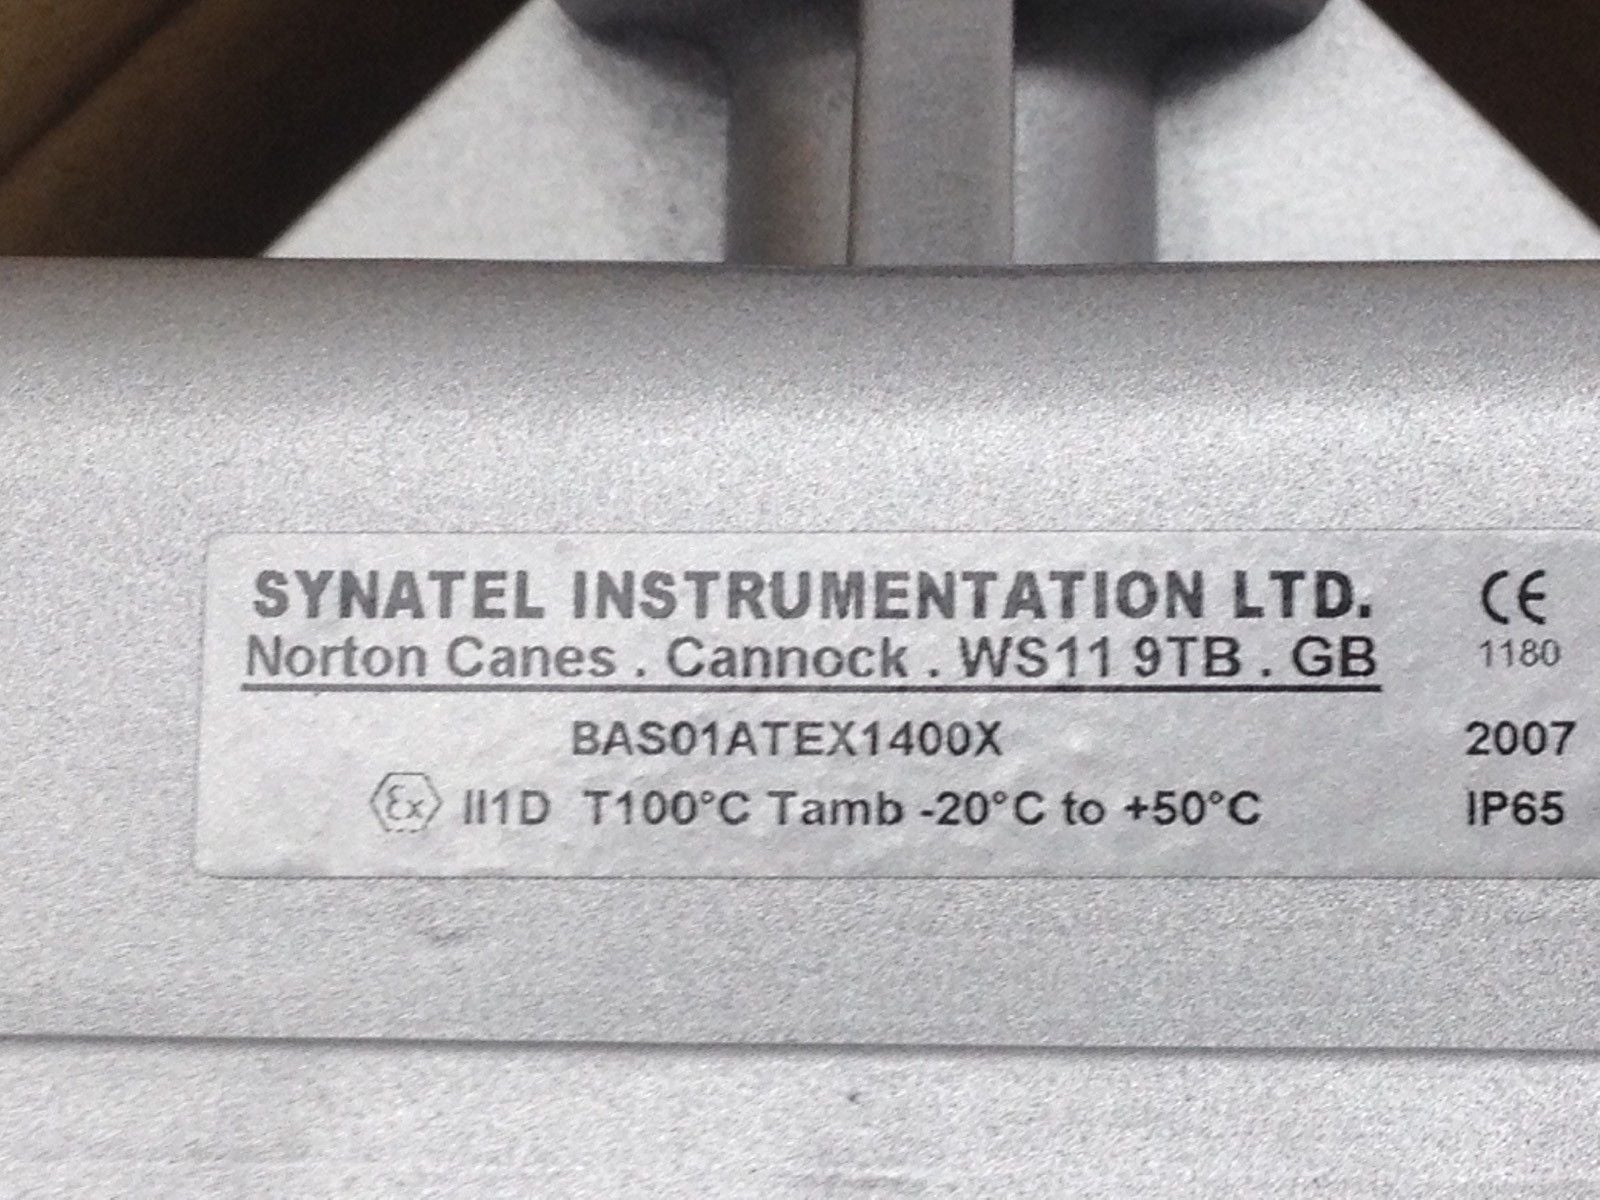 SYNATEL INSTRUMENTATION LTD. CE
Norton Canes . Cannock . WS11 9TB . GB 1180
BAS01ATEX1400X 2007
Ex II1D T100°C Tamb -20°C to +50°C IP65